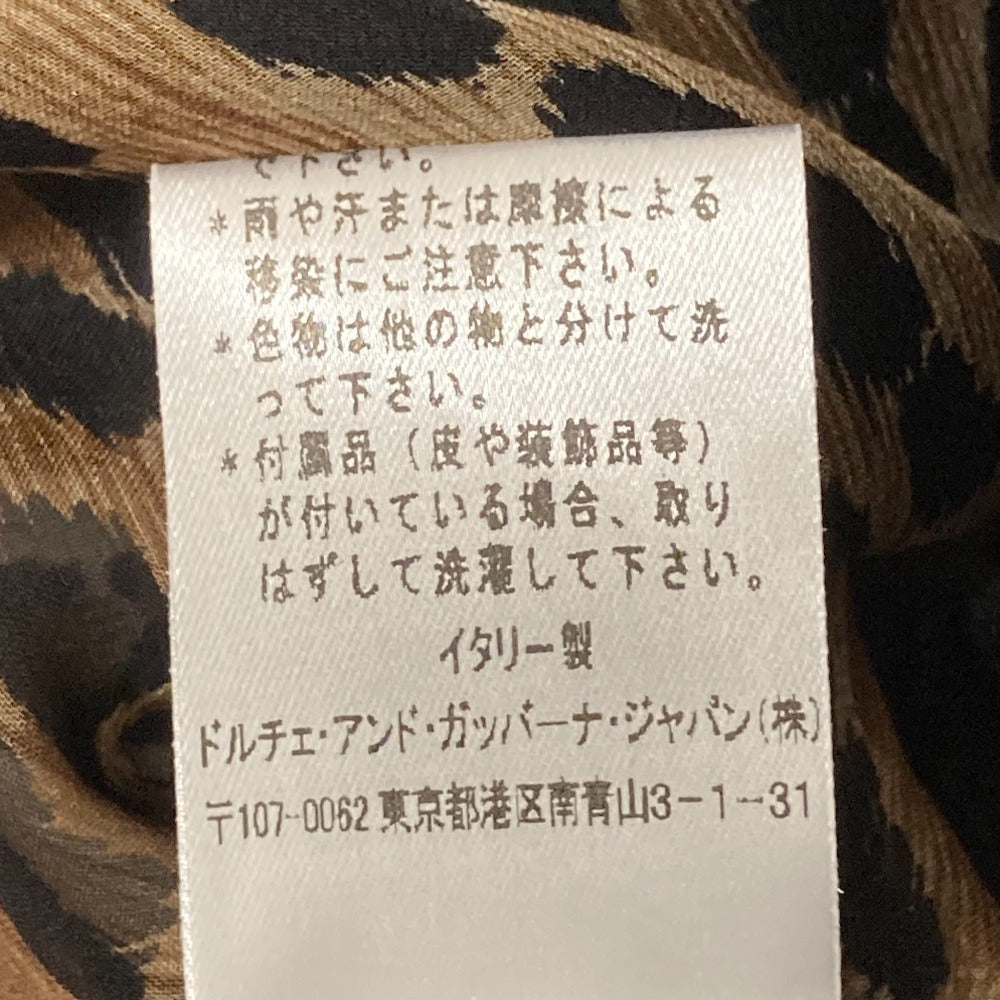 で下さい。
*雨や汗または摩擦による
移染にご注意下さい。
*色物は他の物と分けて洗
って下さい。
*付属品(皮や装飾品等)
が付いている場合、取り
はずして洗濯して下さい。
イタリー製
ドルチェ・アンド・ガッバーナ・ジャパン(株)
〒107-0062 東京都港区南青山3-1-31